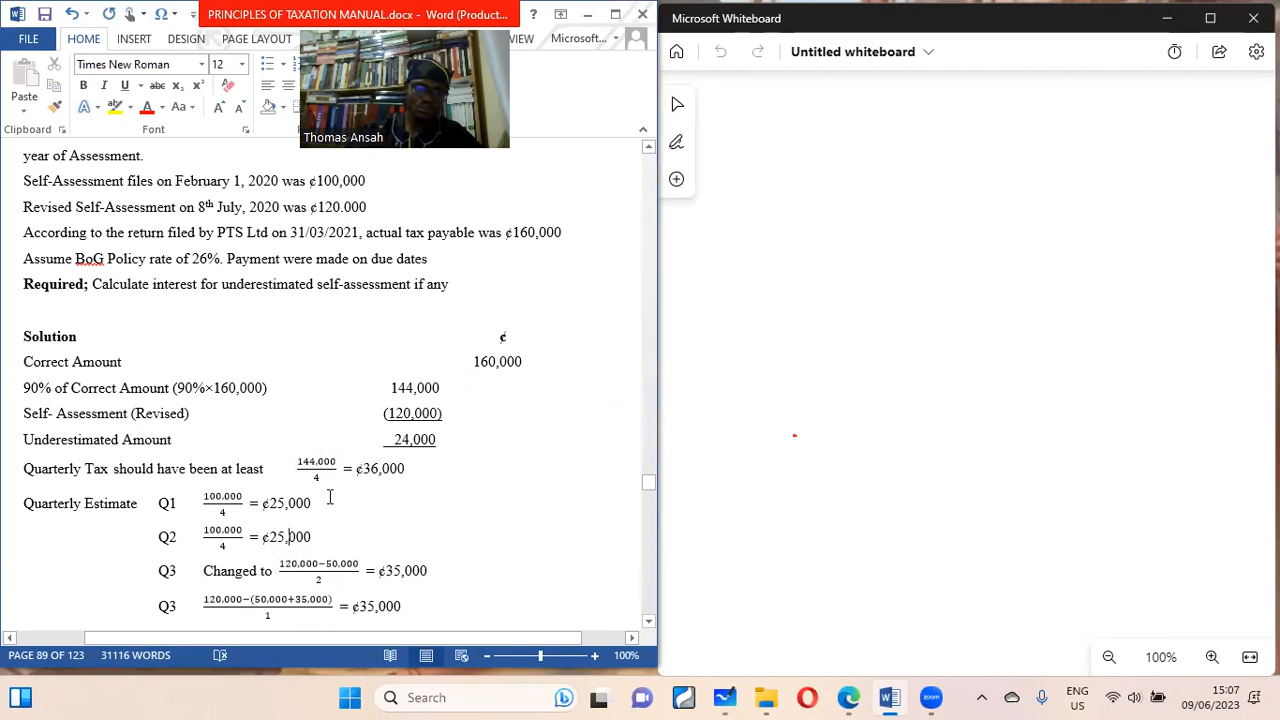 PRINCIPLES OF TAXATION MANUAL.docx - Word (Product...
FILE HOME INSERT DESIGN PAGE LAYOUT VIEW Microsoft...
Times New Roman 12
Paste
B I U abc x₂ x²
A Aa A A
Clipboard Font
Thomas Ansah
year of Assessment.
Self-Assessment files on February 1, 2020 was ¢100,000
Revised Self-Assessment on 8th July, 2020 was ¢120.000
According to the return filed by PTS Ltd on 31/03/2021, actual tax payable was ¢160,000
Assume BoG Policy rate of 26%. Payment were made on due dates
Required; Calculate interest for underestimated self-assessment if any
Solution ¢
Correct Amount 160,000
90% of Correct Amount (90%×160,000) 144,000
Self- Assessment (Revised) (120,000)
Underestimated Amount 24,000
Quarterly Tax should have been at least 144,000/4 = ¢36,000
Quarterly Estimate Q1 100,000/4 = ¢25,000
Q2 100,000/4 = ¢25,000
Q3 Changed to 120,000−50,000/2 = ¢35,000
Q3 120,000−(50,000+35,000)/1 = ¢35,000
PAGE 89 OF 123 31116 WORDS 100%
Microsoft Whiteboard
Untitled whiteboard
100%
Search
ENG
US
15:07
09/06/2023